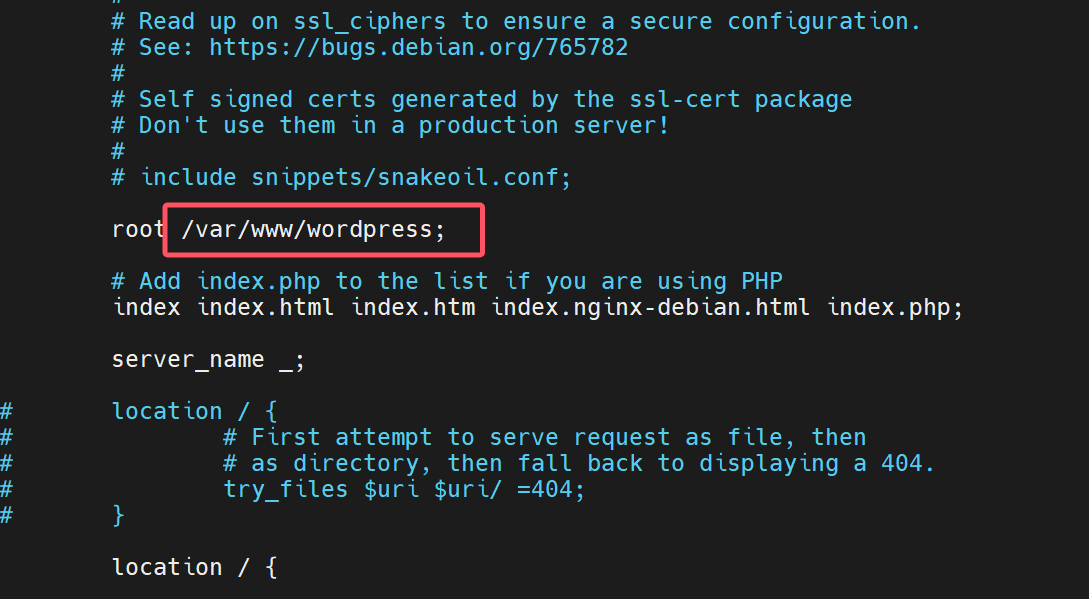 #
# Read up on ssl_ciphers to ensure a secure configuration.
# See: https://bugs.debian.org/765782
#
# Self signed certs generated by the ssl-cert package
# Don't use them in a production server!
#
# include snippets/snakeoil.conf;
root /var/www/wordpress;
# Add index.php to the list if you are using PHP
index index.html index.htm index.nginx-debian.html index.php;
server_name _;
#       location / {
#               # First attempt to serve request as file, then
#               # as directory, then fall back to displaying a 404.
#               try_files $uri $uri/ =404;
#       }
location / {